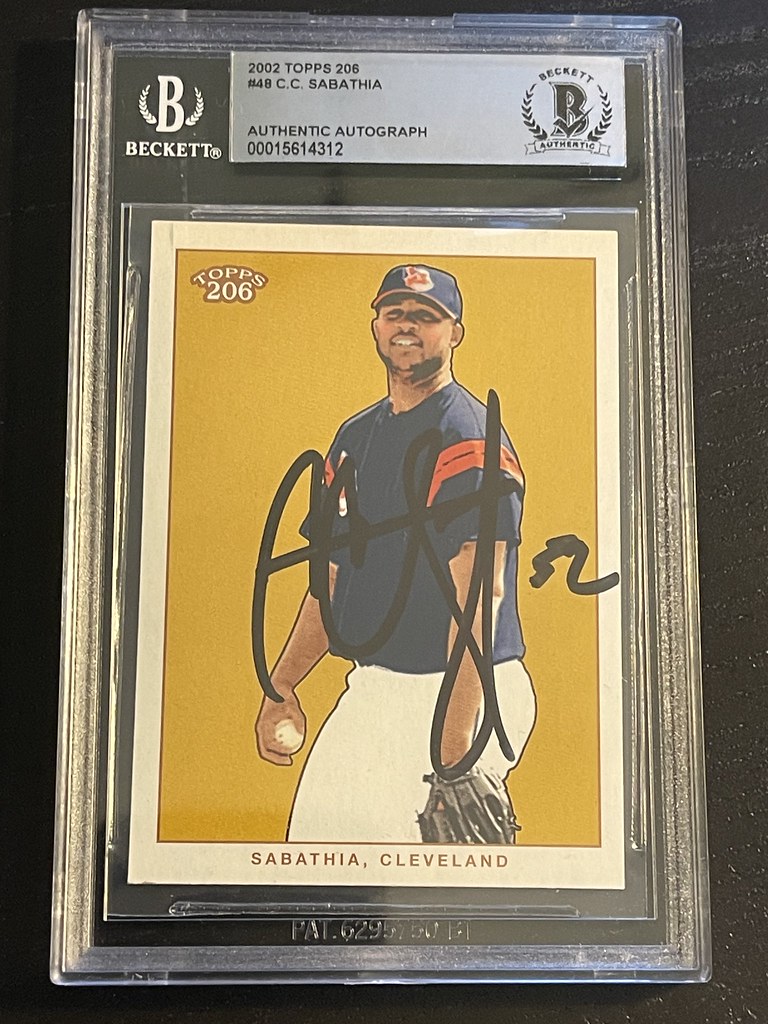 2002 TOPPS 206
#48 C.C. SABATHIA
AUTHENTIC AUTOGRAPH
00015614312
B
BECKETT®
BECKETT
B
AUTHENTIC
TOPPS
206
52
SABATHIA, CLEVELAND